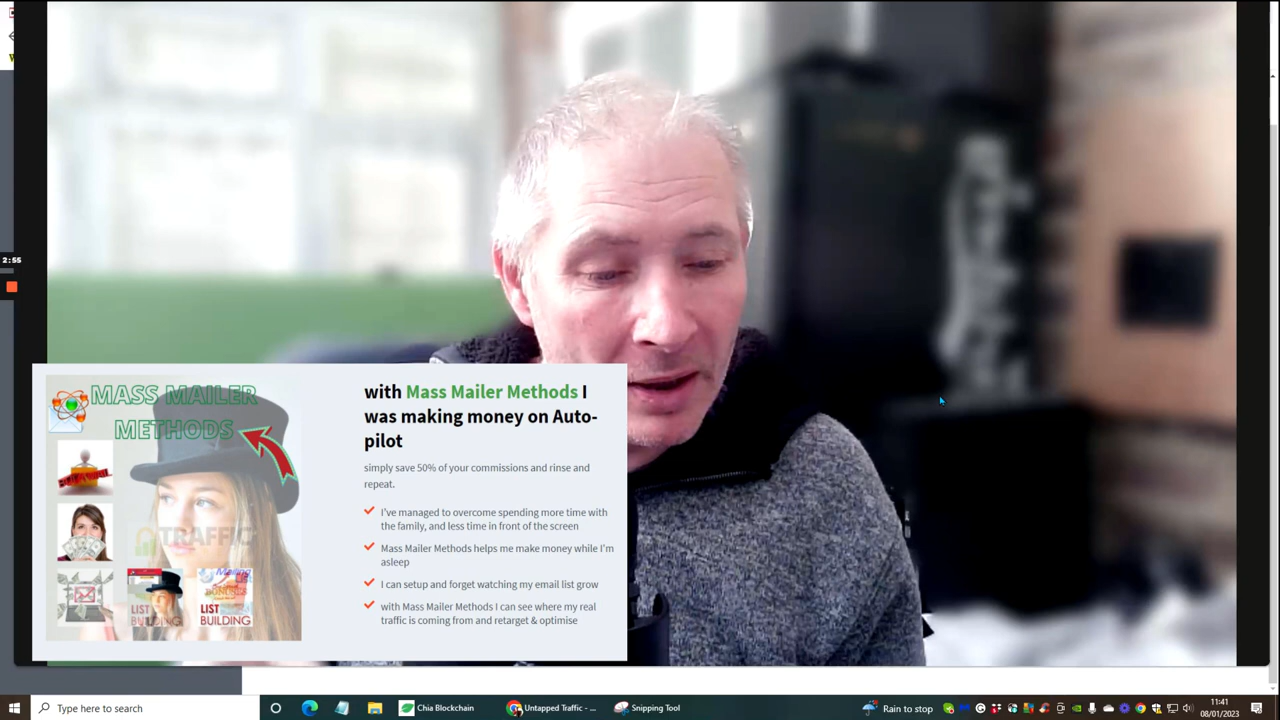 2:55
MASS MAILER
METHODS
TRAFFIC
LIST
BUILDING
LIST
BUILDING
with Mass Mailer Methods I
was making money on Auto-
pilot
simply save 50% of your commissions and rinse and
repeat.
I've managed to overcome spending more time with
the family, and less time in front of the screen
Mass Mailer Methods helps me make money while I'm
asleep
I can setup and forget watching my email list grow
with Mass Mailer Methods I can see where my real
traffic is coming from and retarget & optimise
Type here to search
Chia Blockchain
Untapped Traffic - ...
Snipping Tool
Rain to stop
11:41
08/01/2023